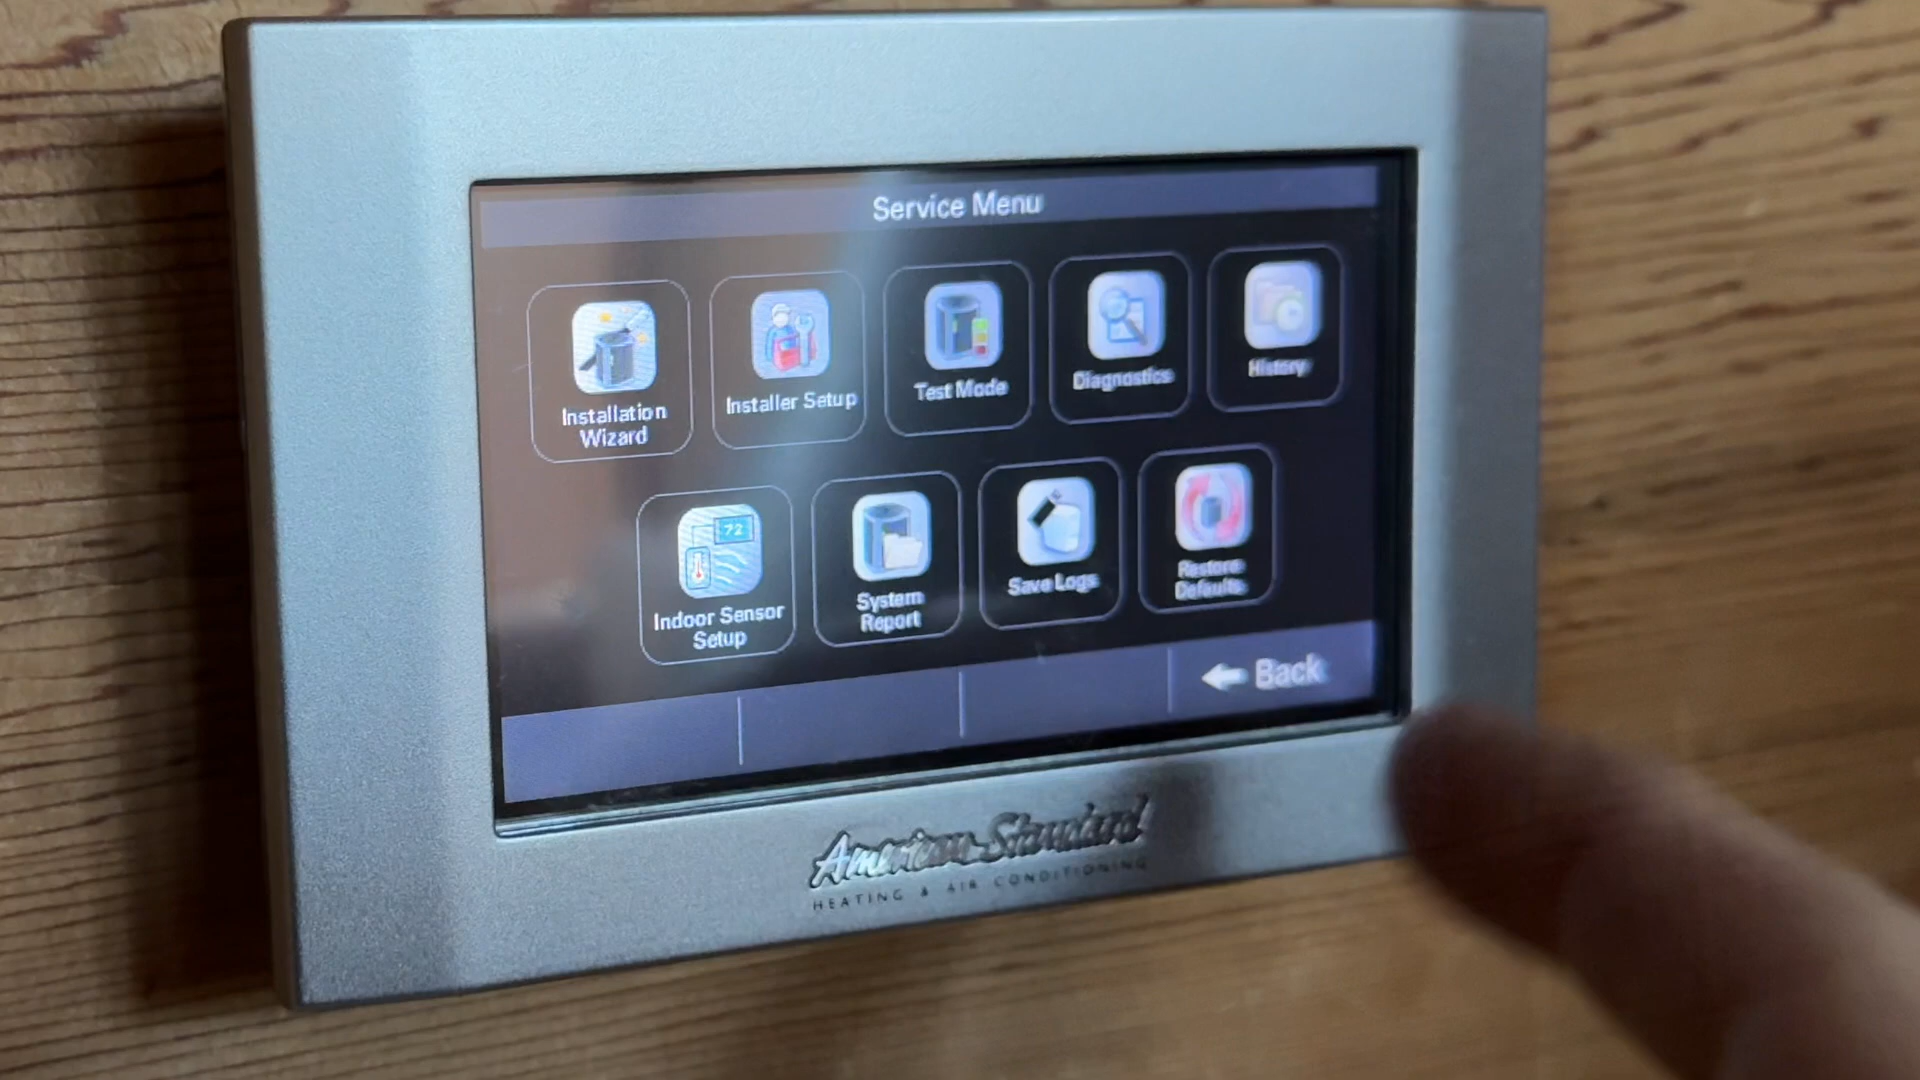 Service Menu
Installation
Wizard
Installer Setup
Test Mode
Diagnostics
History
72
Indoor Sensor
Setup
System
Report
Save Logs
Restore
Defaults
Back
American Standard
HEATING & AIR CONDITIONING